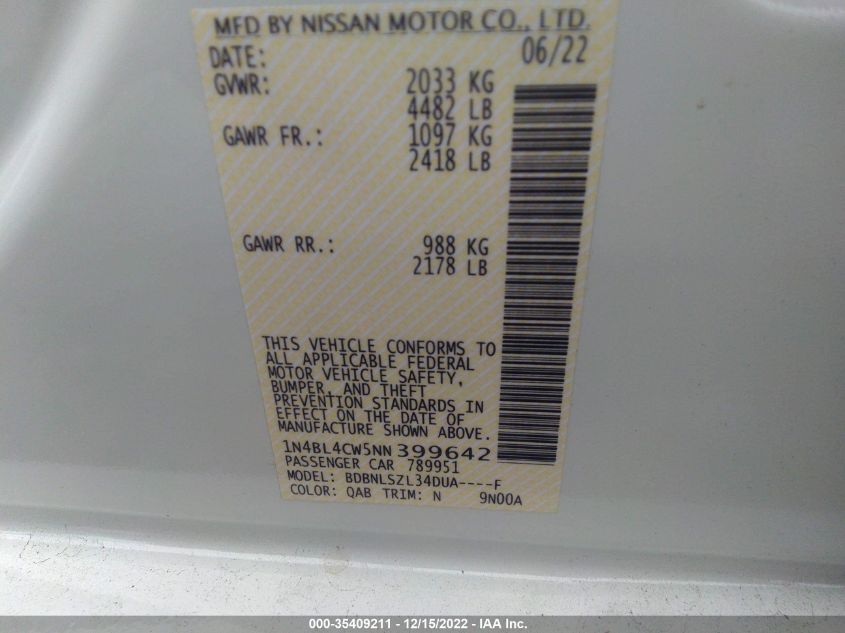 MFD BY NISSAN MOTOR CO., LTD.
DATE: 06/22
GVWR: 2033 KG
4482 LB
GAWR FR.: 1097 KG
2418 LB
GAWR RR.: 988 KG
2178 LB
THIS VEHICLE CONFORMS TO
ALL APPLICABLE FEDERAL
MOTOR VEHICLE SAFETY,
BUMPER, AND THEFT
PREVENTION STANDARDS IN
EFFECT ON THE DATE OF
MANUFACTURE SHOWN ABOVE.
1N4BL4CW5NN399642
PASSENGER CAR 789951
MODEL: BDBNLSZL34DUA----F
COLOR: QAB TRIM: N 9N00A
000-35409211 - 12/15/2022 - IAA Inc.